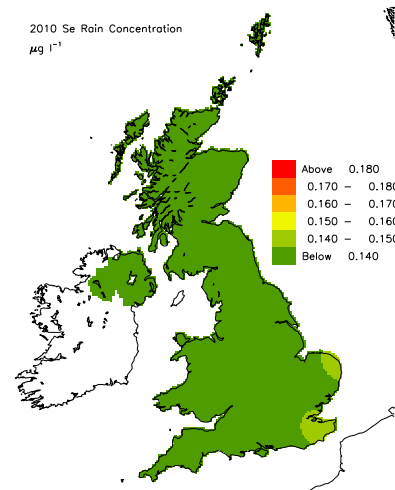 2010 Se Rain Concentration
μg l⁻¹
Above 0.180
0.170 – 0.180
0.160 – 0.170
0.150 – 0.160
0.140 – 0.150
Below 0.140